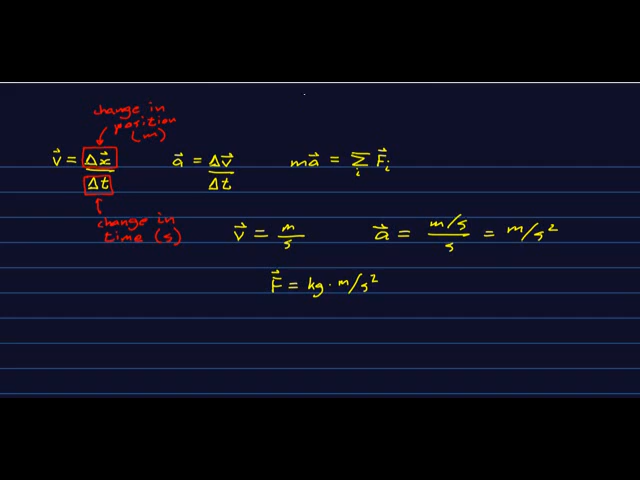 change in
position
(m)
v⃗ = Δx⃗/Δt
a⃗ = Δv⃗/Δt
ma⃗ = Σᵢ F⃗ᵢ
change in
time (s)
v⃗ = m/s
a⃗ = m/s/s = m/s²
F⃗ = kg · m/s²